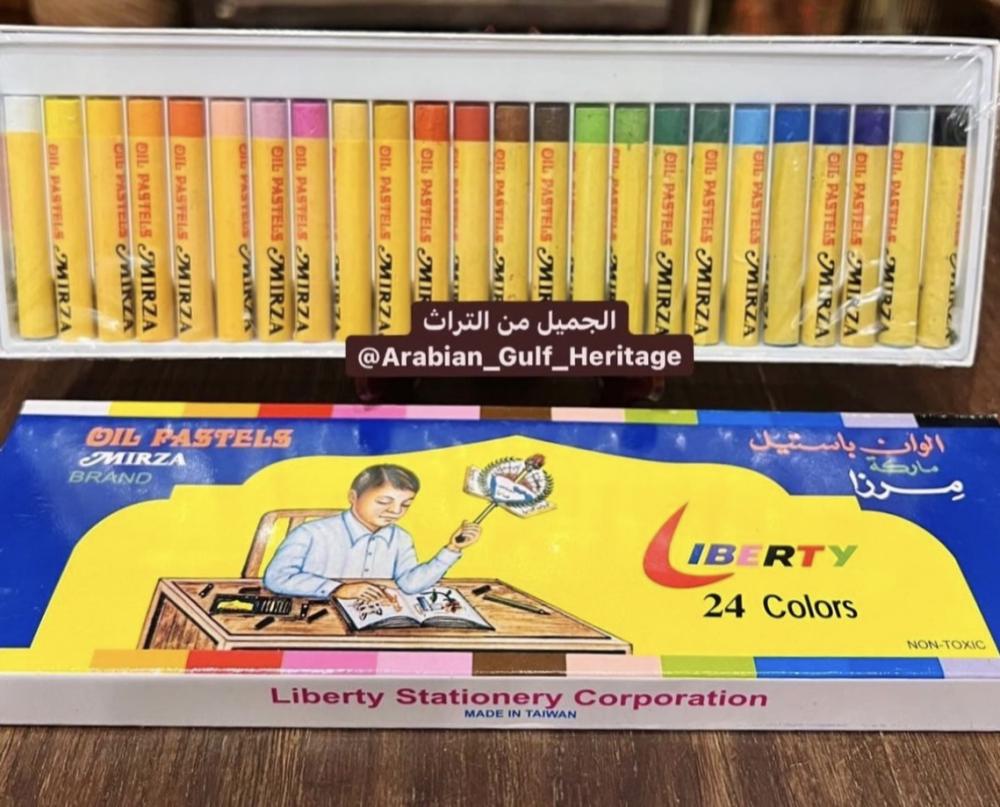 OIL PASTELS MIRZA
الجميل من التراث
@Arabian_Gulf_Heritage
OIL PASTELS
MIRZA
BRAND
الوان باستيل
ماركة
مرزا
LIBERTY
24 Colors
NON-TOXIC
Liberty Stationery Corporation
MADE IN TAIWAN